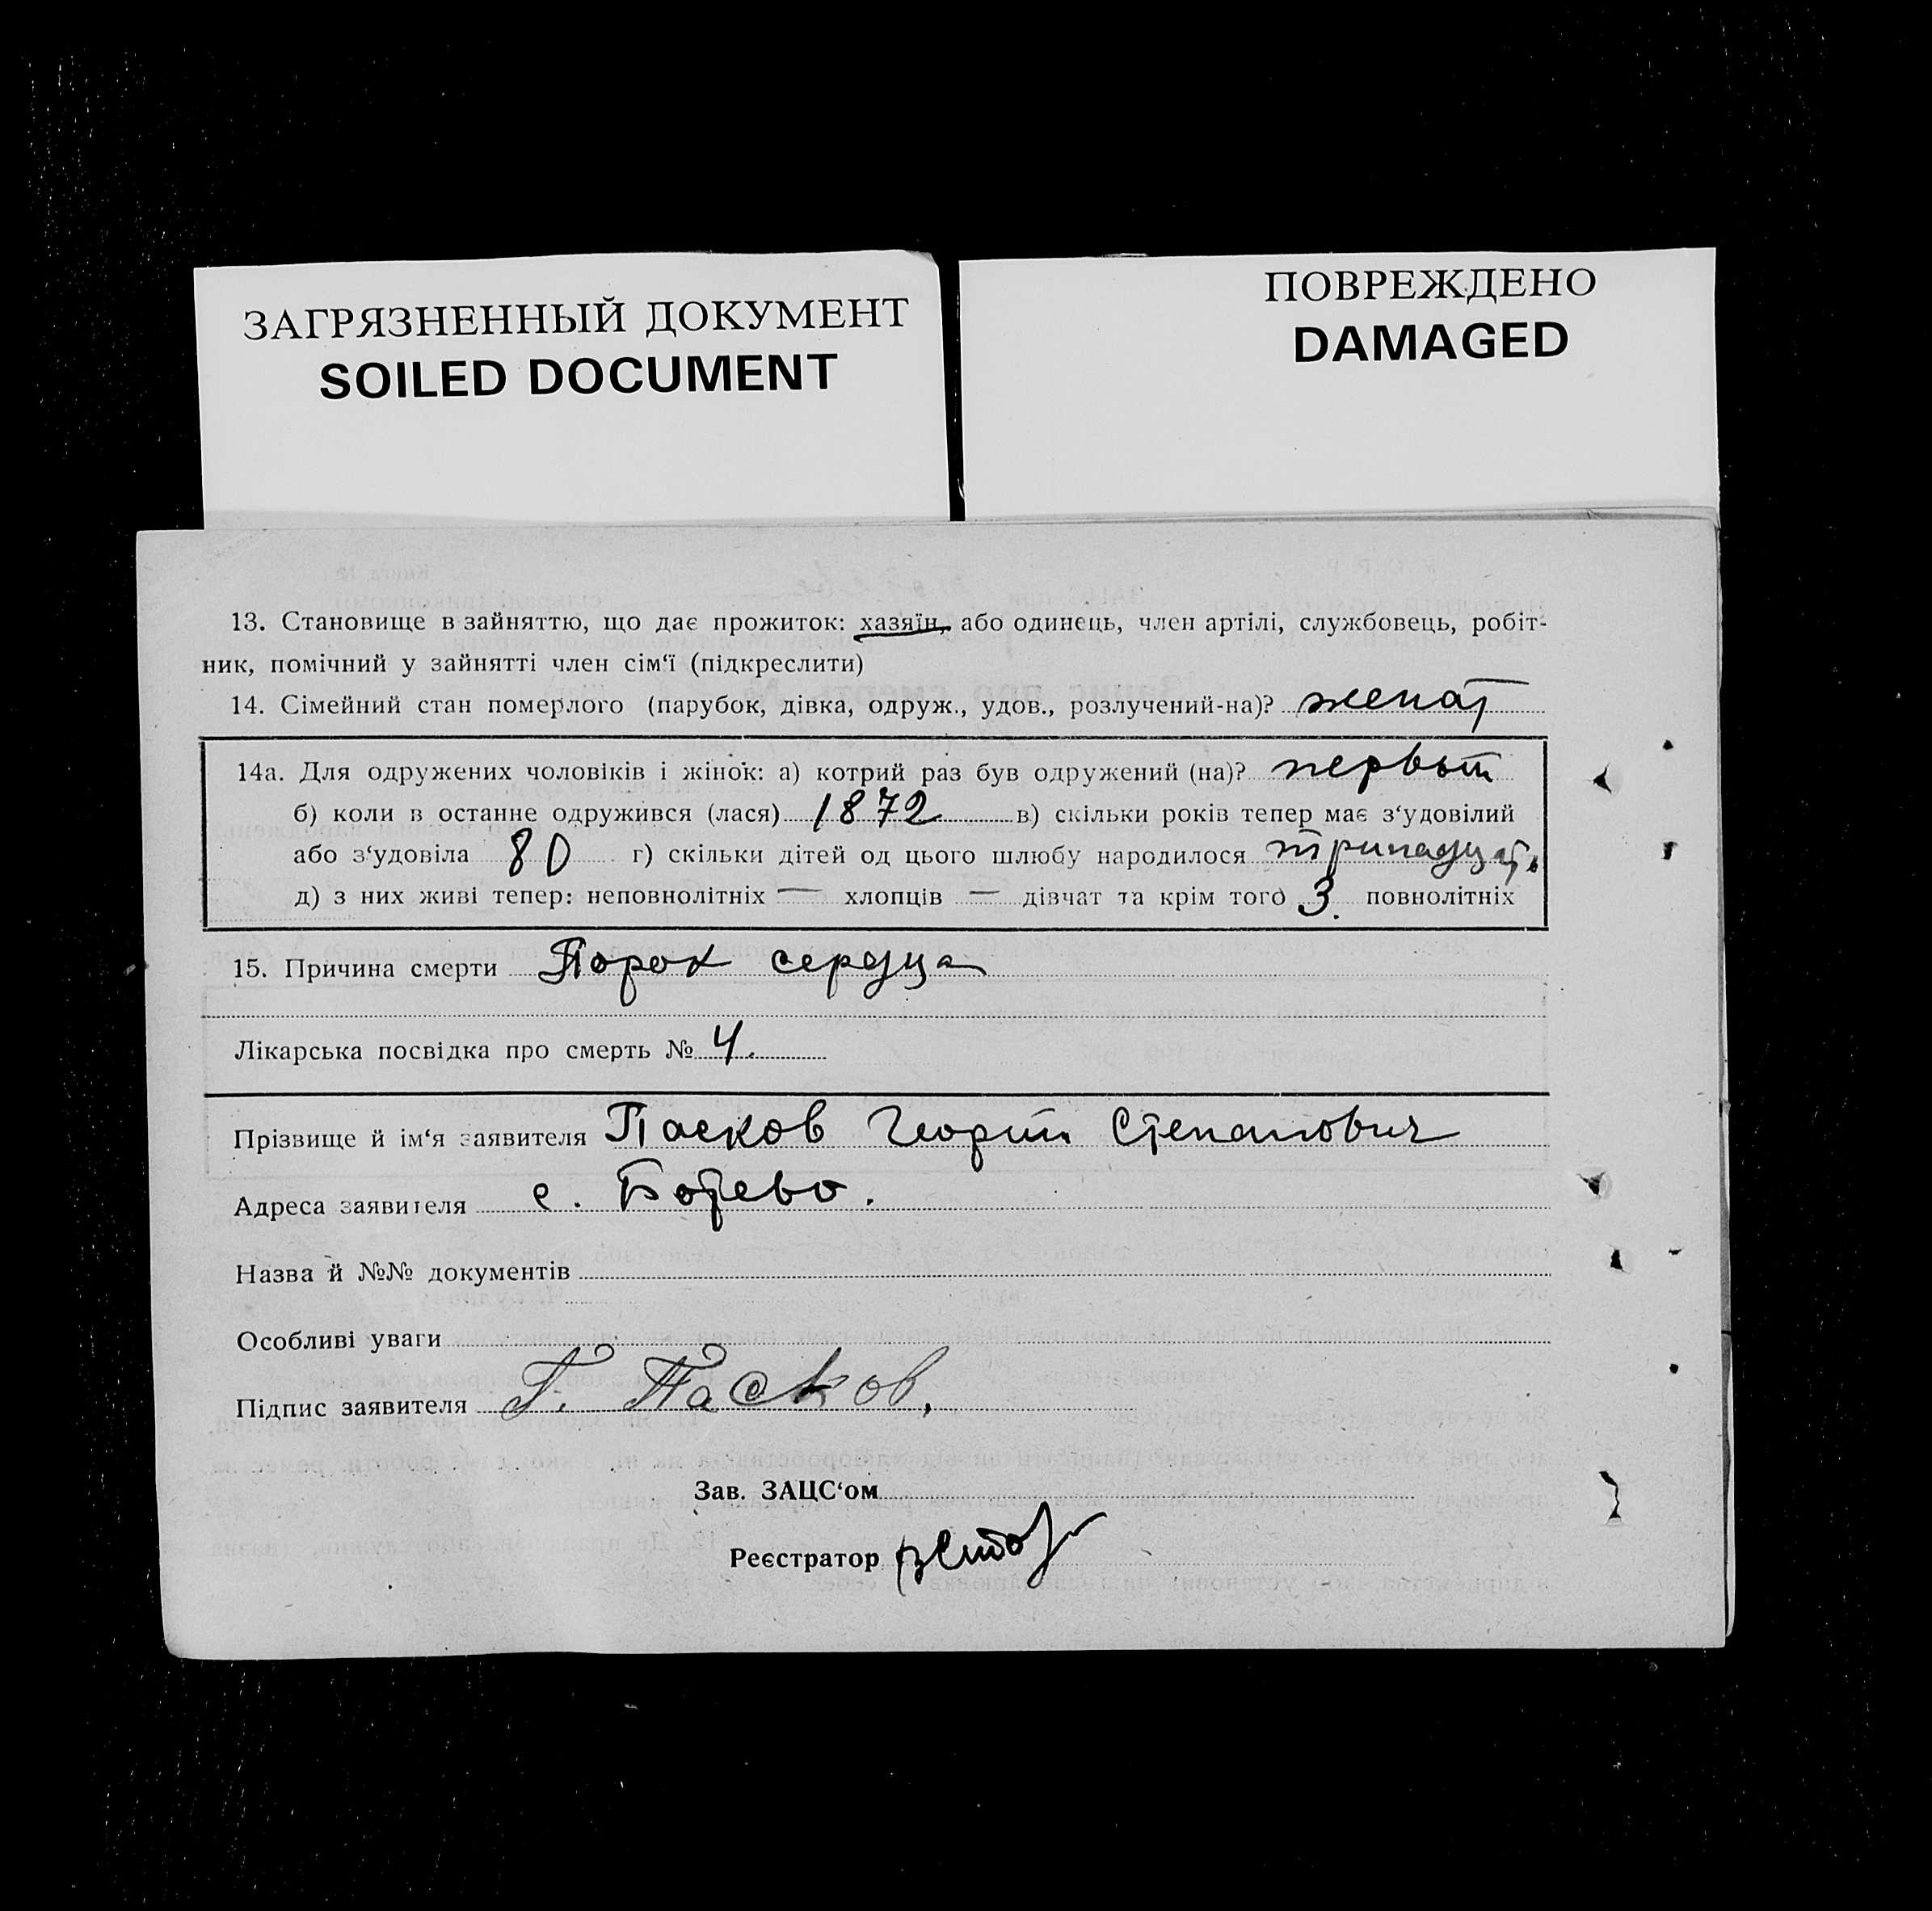 ЗАГРЯЗНЕННЫЙ ДОКУМЕНТ
SOILED DOCUMENT
ПОВРЕЖДЕНО
DAMAGED
13. Становище в зайняттю, що дає прожиток: хазяїн, або одинець, член артілі, службовець, робіт-
ник, помічний у зайнятті член сім‘ї (підкреслити)
14. Сімейний стан померлого (парубок, дівка, одруж., удов., розлучений-на)? женат
14а. Для одружених чоловіків і жінок: а) котрий раз був одружений (на)? первый
б) коли в останнє одружився (лася) 1872 в) скільки років тепер має з‘удовілий
або з‘удовіла 80 г) скільки дітей од цього шлюбу народилося тринадцать
д) з них живі тепер: неповнолітніх — хлопців — дівчат та крім того 3. повнолітніх
15. Причина смерти Порок сердца
Лікарська посвідка про смерть № 4.
Прізвище й ім‘я заявителя Пасков Георгий Степанович
Адреса заявителя с. Ботево.
Назва й №№ документів
Особливі уваги
Підпис заявителя Г. Пасков,
Зав. ЗАЦС‘ом
Реєстратор